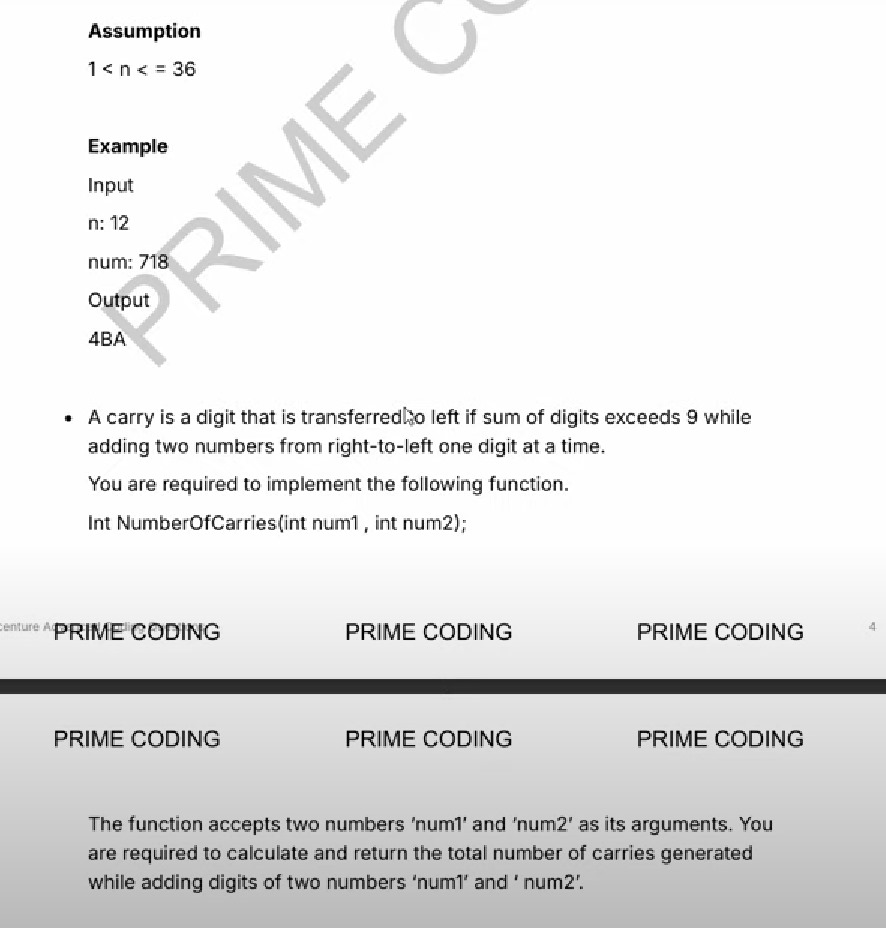 Assumption
1 < n < = 36
Example
Input
n: 12
num: 718
Output
4BA
• A carry is a digit that is transferred to left if sum of digits exceeds 9 while
adding two numbers from right-to-left one digit at a time.
You are required to implement the following function.
Int NumberOfCarries(int num1 , int num2);
PRIME CO
PRIME CODING PRIME CODING PRIME CODING 4
PRIME CODING PRIME CODING PRIME CODING
The function accepts two numbers ‘num1’ and ‘num2’ as its arguments. You
are required to calculate and return the total number of carries generated
while adding digits of two numbers ‘num1’ and ‘ num2’.